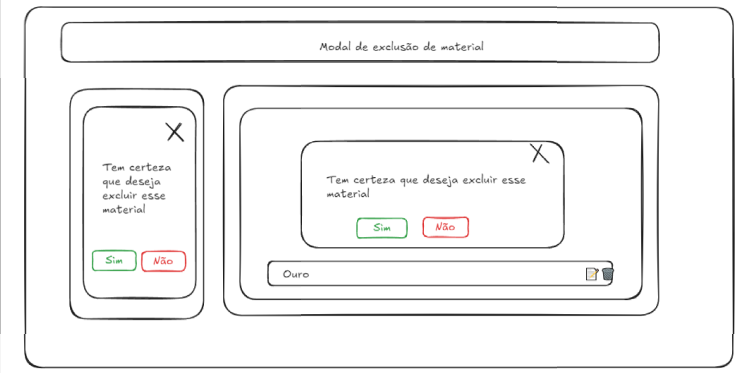 Modal de exclusão de material
Tem certeza
que deseja
excluir esse
material
Sim
Não
Tem certeza que deseja excluir esse
material
Sim
Não
Ouro